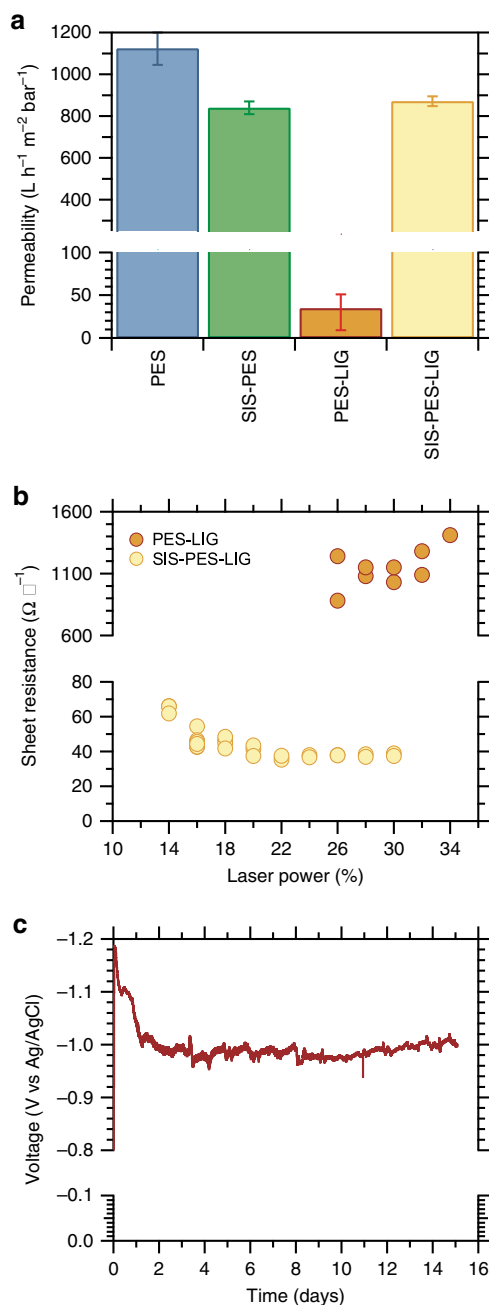 a
1200
1000
800
600
400
100
50
0
Permeability (L h⁻¹ m⁻² bar⁻¹)
PES
SIS-PES
PES-LIG
SIS-PES-LIG
b
1600
1100
600
80
60
40
20
0
Sheet resistance (Ω □⁻¹)
PES-LIG
SIS-PES-LIG
10 14 18 22 26 30 34
Laser power (%)
c
−1.2
−1.1
−1.0
−0.9
−0.8
−0.1
0.0
Voltage (V vs Ag/AgCl)
0 2 4 6 8 10 12 14 16
Time (days)